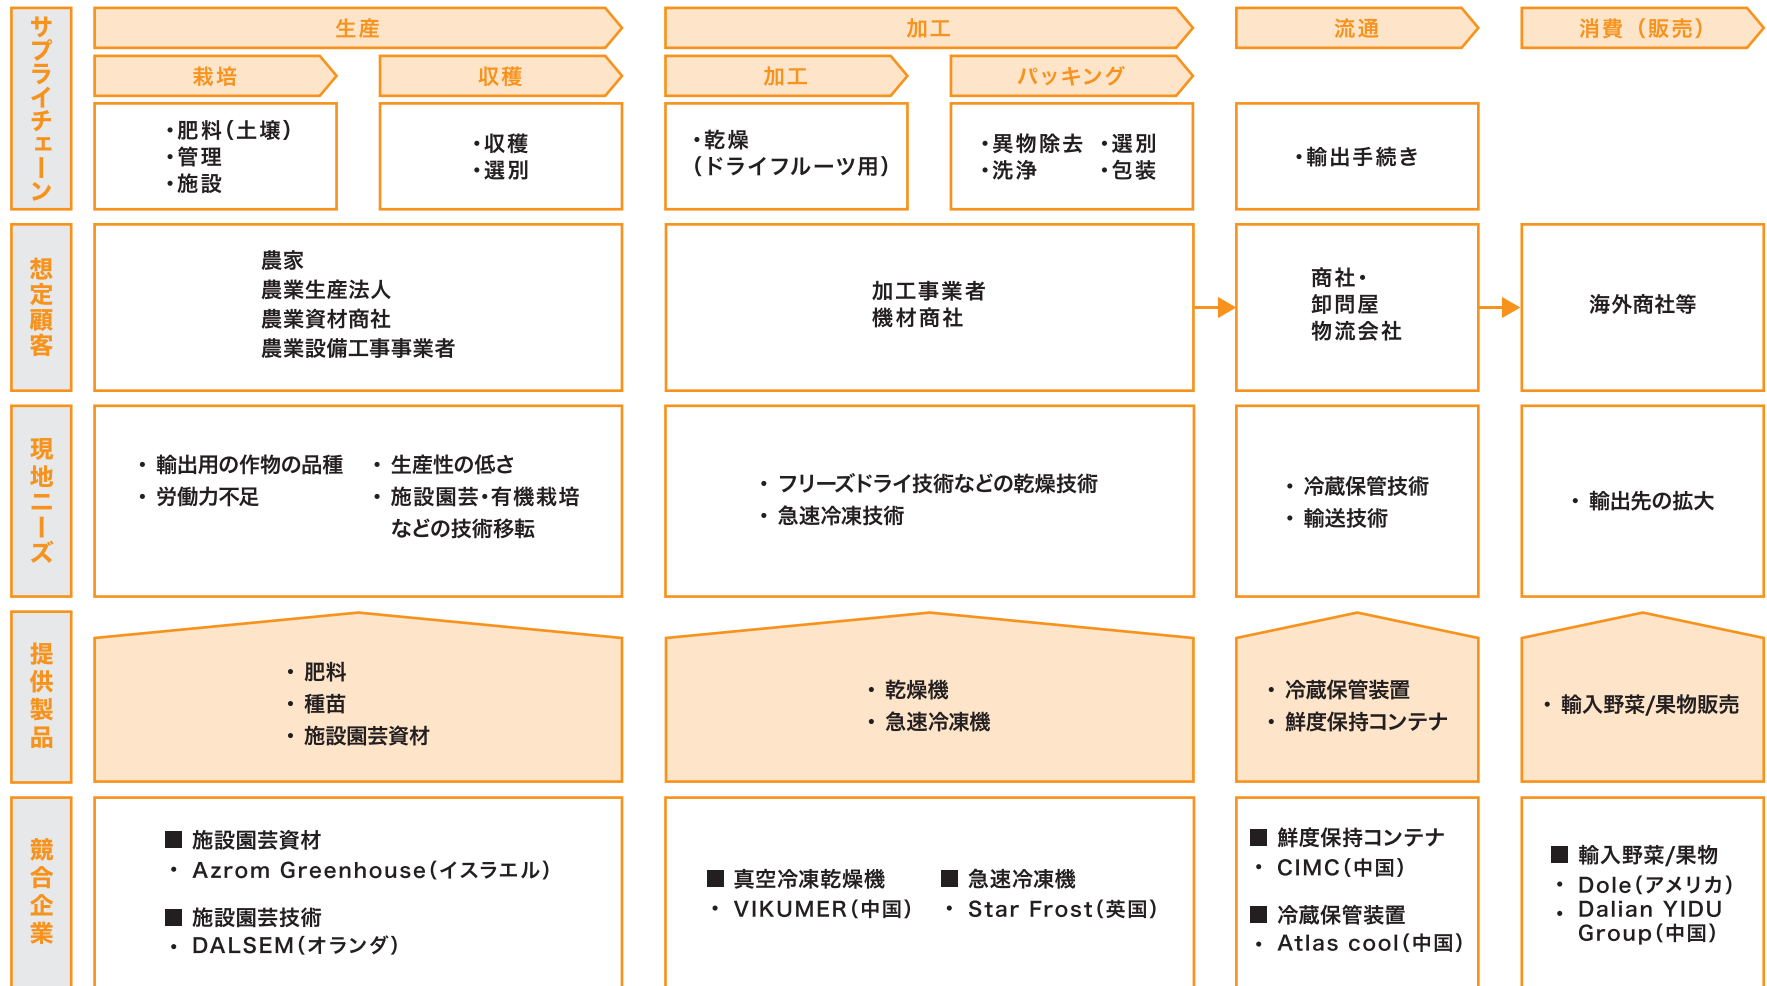 サプライチェーン
生産
加工
流通
消費（販売）
栽培
収穫
加工
パッキング
・肥料（土壌）
・管理
・施設
・収穫
・選別
・乾燥
（ドライフルーツ用）
・異物除去 ・選別
・洗浄 ・包装
・輸出手続き
想定顧客
農家
農業生産法人
農業資材商社
農業設備工事事業者
加工事業者
機材商社
商社・
卸問屋
物流会社
海外商社等
現地ニーズ
・ 輸出用の作物の品種
・ 労働力不足
・ 生産性の低さ
・ 施設園芸・有機栽培
などの技術移転
・ フリーズドライ技術などの乾燥技術
・ 急速冷凍技術
・ 冷蔵保管技術
・ 輸送技術
・ 輸出先の拡大
提供製品
・ 肥料
・ 種苗
・ 施設園芸資材
・ 乾燥機
・ 急速冷凍機
・ 冷蔵保管装置
・ 鮮度保持コンテナ
・ 輸入野菜/果物販売
競合企業
■ 施設園芸資材
・ Azrom Greenhouse（イスラエル）
■ 施設園芸技術
・ DALSEM（オランダ）
■ 真空冷凍乾燥機
・ VIKUMER（中国）
■ 急速冷凍機
・ Star Frost（英国）
■ 鮮度保持コンテナ
・ CIMC（中国）
■ 冷蔵保管装置
・ Atlas cool（中国）
■ 輸入野菜/果物
・ Dole（アメリカ）
・ Dalian YIDU
Group（中国）